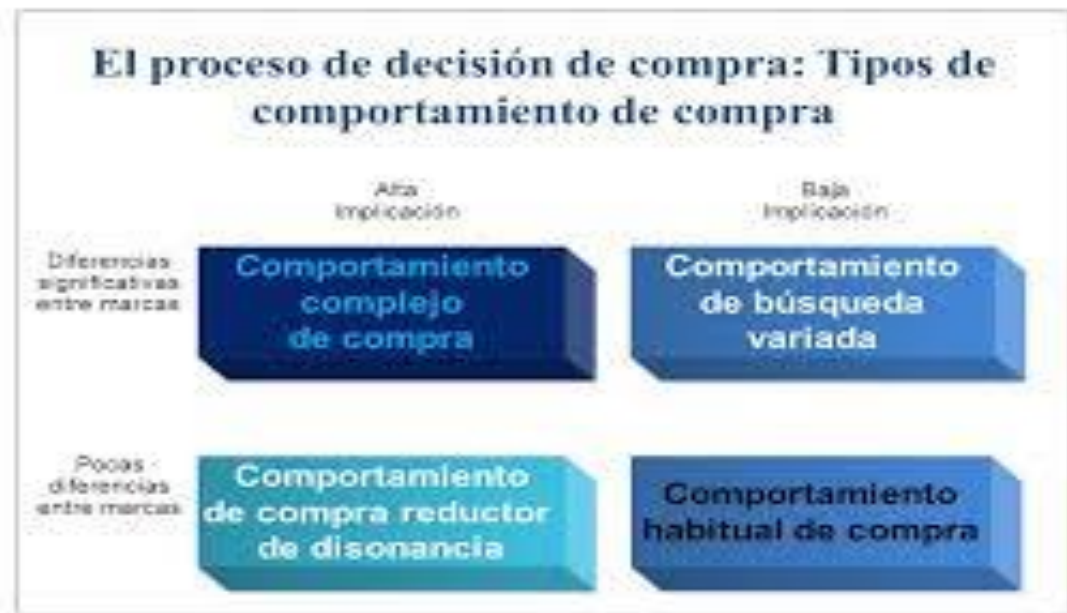 El proceso de decisión de compra: Tipos de
comportamiento de compra
Alta
Implicación
Baja
Implicación
Diferencias
significativas
entre marcas
Comportamiento
complejo
de compra
Comportamiento
de búsqueda
variada
Pocas
diferencias
entre marcas
Comportamiento
de compra reductor
de disonancia
Comportamiento
habitual de compra